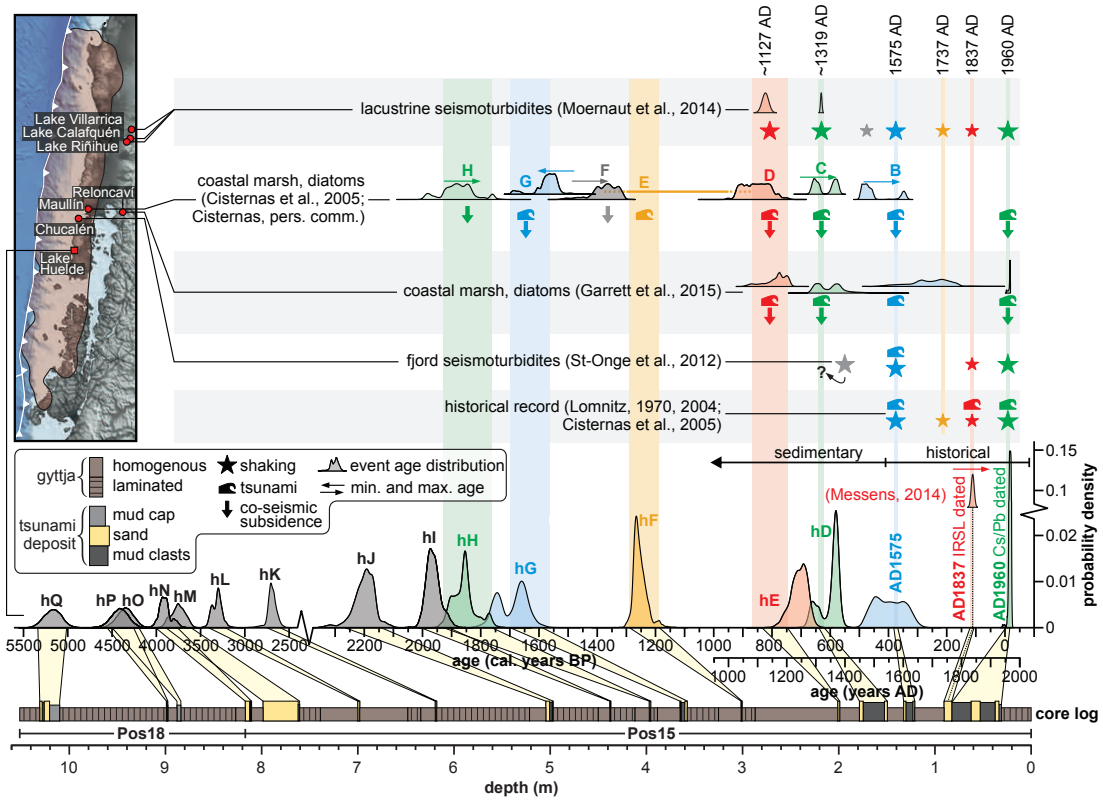 ~1127 AD
~1319 AD
1575 AD
1737 AD
1837 AD
1960 AD
Lake Villarrica
Lake Calafquén
Lake Riñihue
Reloncaví
Maullín
Chucalén
Lake
Huelde
lacustrine seismoturbidites (Moernaut et al., 2014)
coastal marsh, diatoms
(Cisternas et al., 2005;
Cisternas, pers. comm.)
H
G
F
E
D
C
B
coastal marsh, diatoms (Garrett et al., 2015)
fjord seismoturbidites (St-Onge et al., 2012)
?
historical record (Lomnitz, 1970, 2004;
Cisternas et al., 2005)
gyttja
homogenous
laminated
tsunami
deposit
mud cap
sand
mud clasts
shaking
tsunami
co-seismic
subsidence
event age distribution
min. and max. age
sedimentary
historical
(Messens, 2014)
hQ
hP
hO
hN
hM
hL
hK
hJ
hI
hH
hG
hF
hE
hD
AD1575
AD1837 IRSL dated
AD1960 Cs/Pb dated
0.15
0.1
0.02
0.01
0
probability density
5500
5000
4500
4000
3500
3000
2500
2200
2000
1800
1600
1400
1200
1000
800
600
400
200
0
age (cal. years BP)
1000
1200
1400
1600
1800
2000
age (years AD)
core log
Pos18
Pos15
10
9
8
7
6
5
4
3
2
1
0
depth (m)